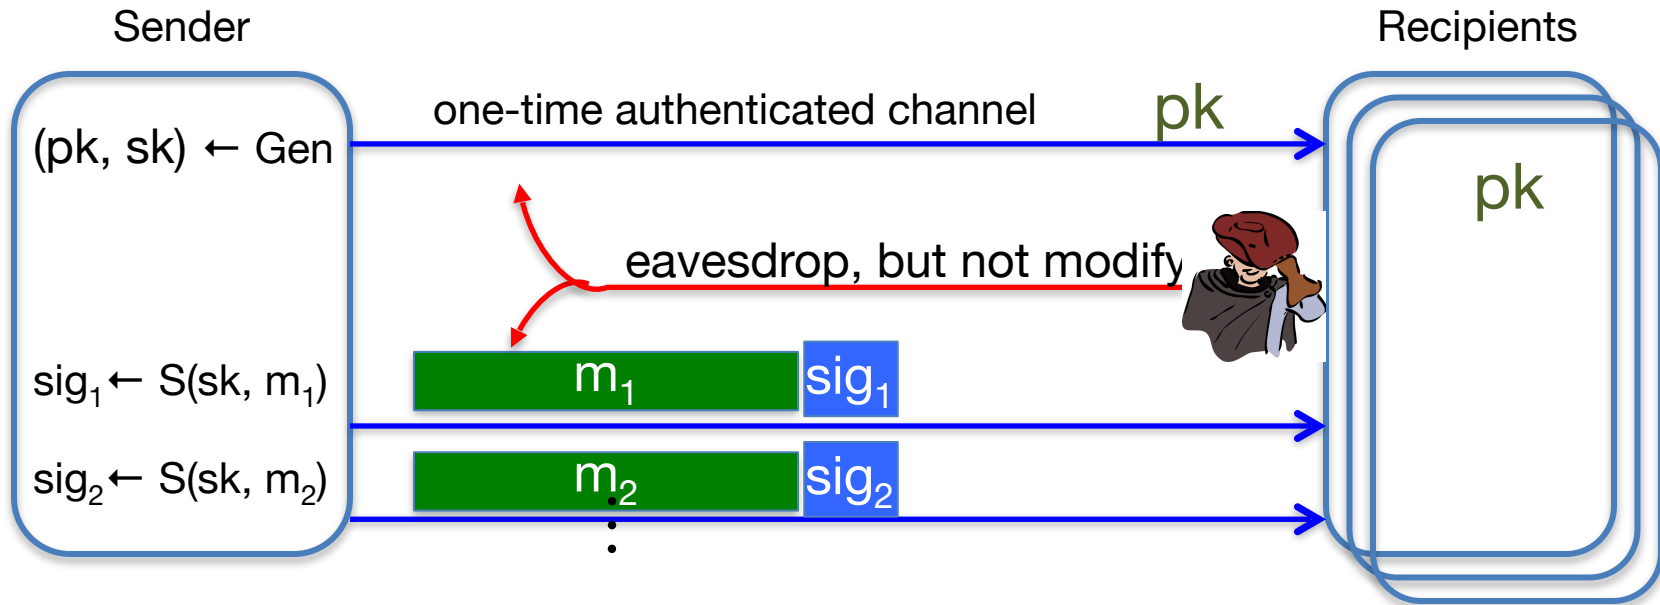 Sender
Recipients
one-time authenticated channel
pk
(pk, sk) ← Gen
pk
eavesdrop, but not modify
sig₁ ← S(sk, m₁)
m₁
sig₁
sig₂ ← S(sk, m₂)
m₂
sig₂
⋮